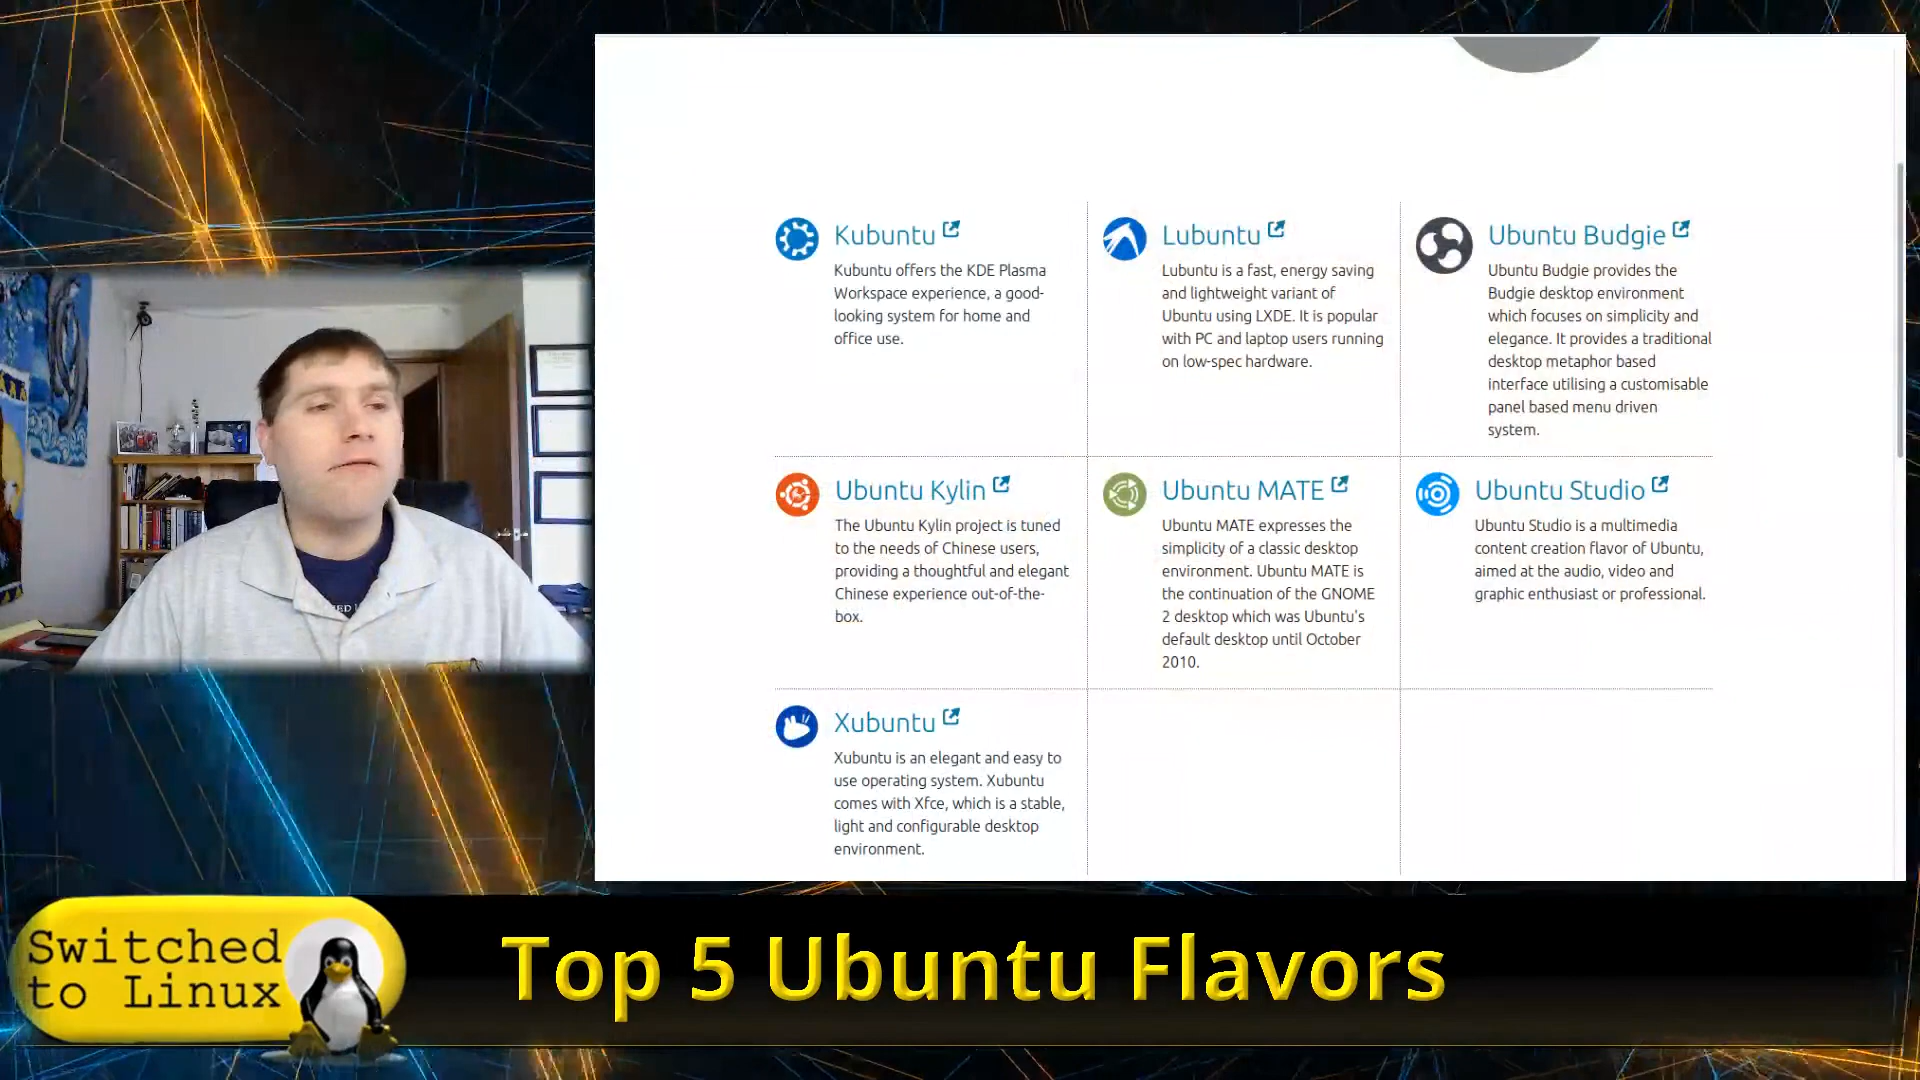 Kubuntu
Kubuntu offers the KDE Plasma
Workspace experience, a good-
looking system for home and
office use.
Lubuntu
Lubuntu is a fast, energy saving
and lightweight variant of
Ubuntu using LXDE. It is popular
with PC and laptop users running
on low-spec hardware.
Ubuntu Budgie
Ubuntu Budgie provides the
Budgie desktop environment
which focuses on simplicity and
elegance. It provides a traditional
desktop metaphor based
interface utilising a customisable
panel based menu driven
system.
Ubuntu Kylin
The Ubuntu Kylin project is tuned
to the needs of Chinese users,
providing a thoughtful and elegant
Chinese experience out-of-the-
box.
Ubuntu MATE
Ubuntu MATE expresses the
simplicity of a classic desktop
environment. Ubuntu MATE is
the continuation of the GNOME
2 desktop which was Ubuntu's
default desktop until October
2010.
Ubuntu Studio
Ubuntu Studio is a multimedia
content creation flavor of Ubuntu,
aimed at the audio, video and
graphic enthusiast or professional.
Xubuntu
Xubuntu is an elegant and easy to
use operating system. Xubuntu
comes with Xfce, which is a stable,
light and configurable desktop
environment.
Switched
to Linux
Top 5 Ubuntu Flavors